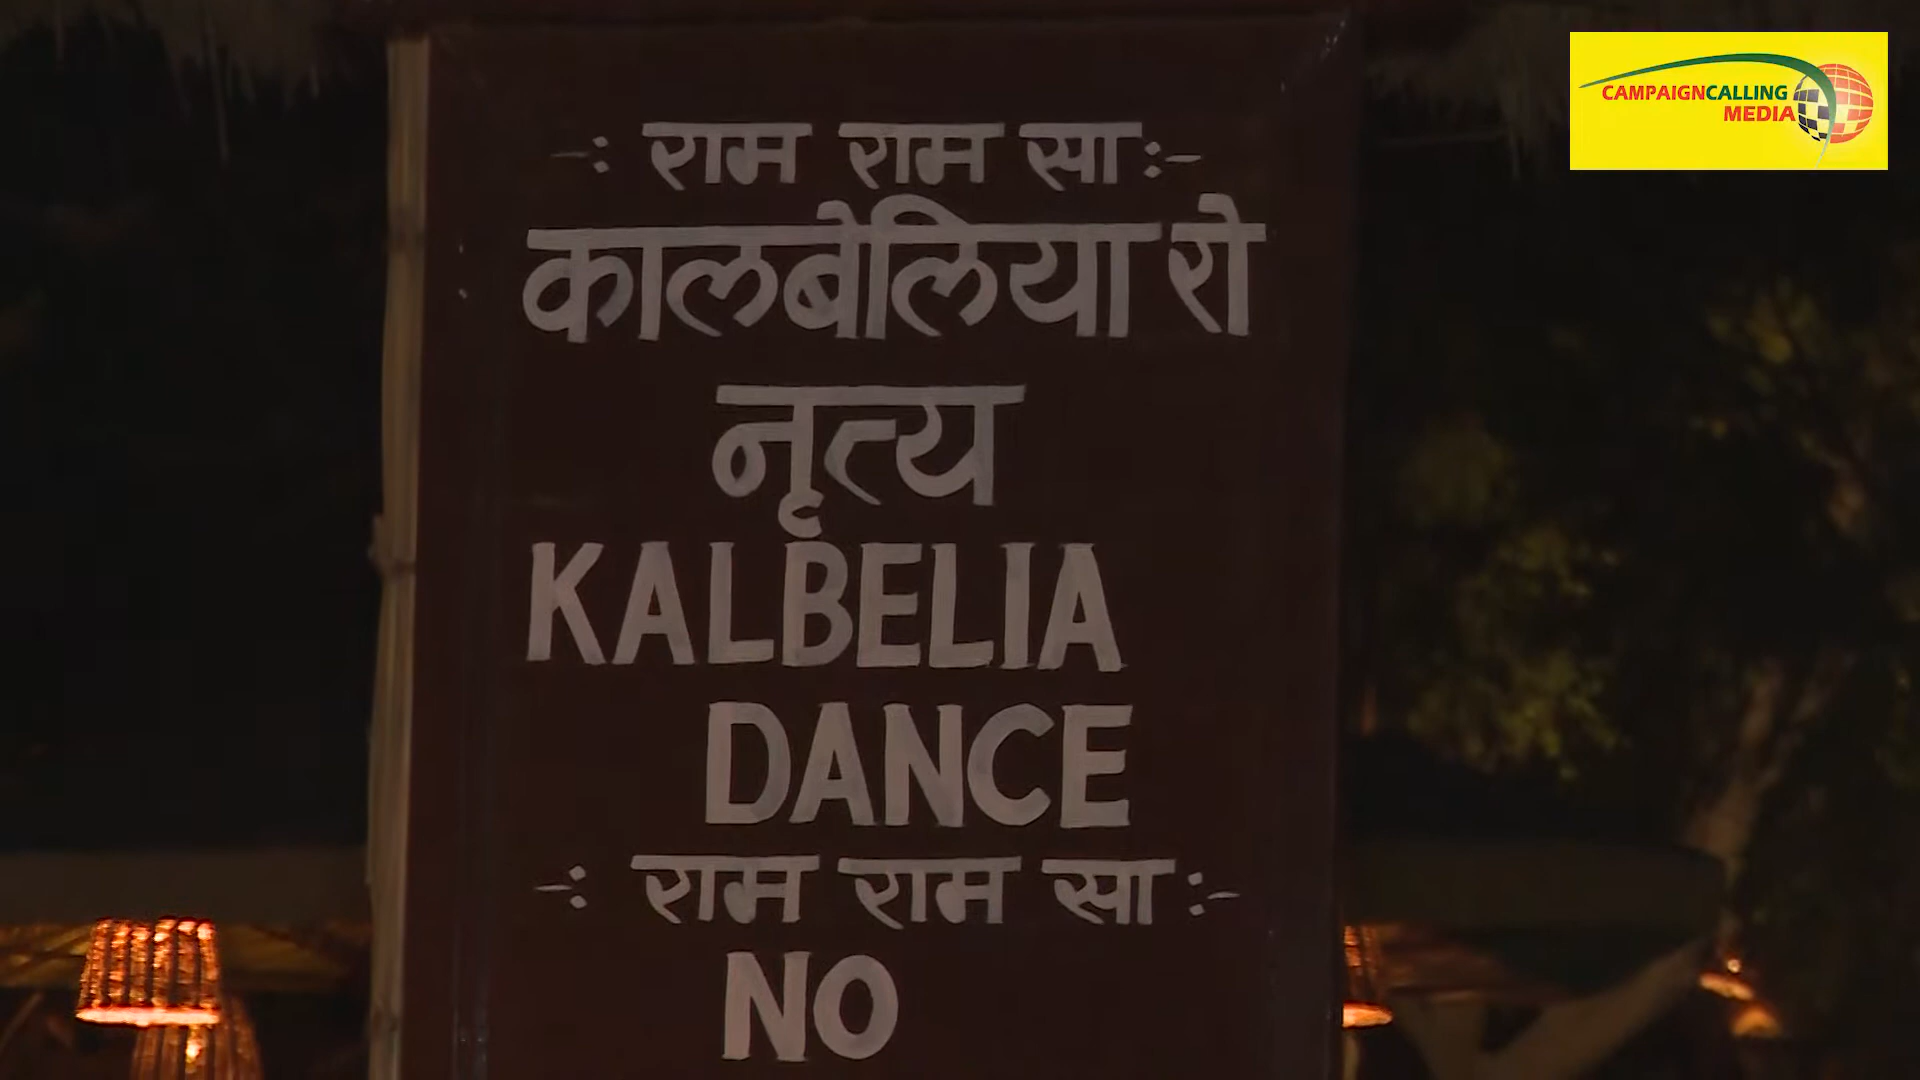 -: राम राम सा :-
कालबेलिया रो
नृत्य
KALBELIA
DANCE
-: राम राम सा :-
NO
CAMPAIGNCALLING
MEDIA